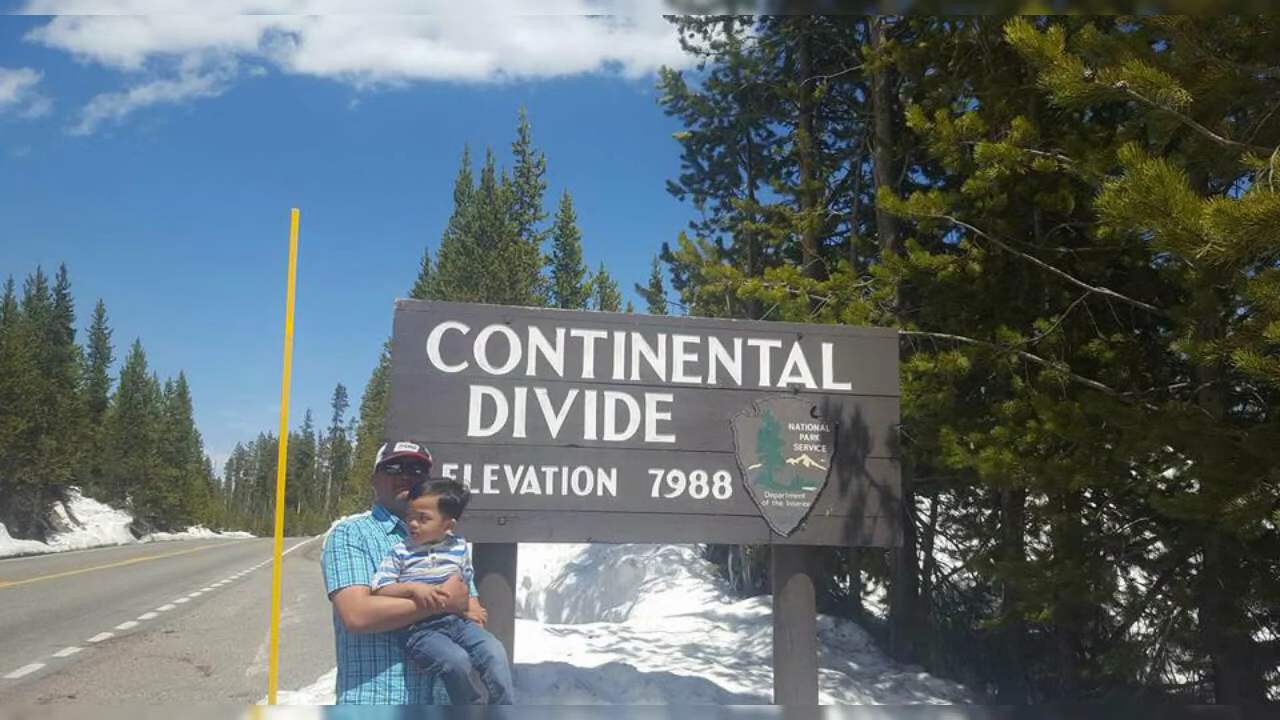 CONTINENTAL
DIVIDE
ELEVATION 7988
NATIONAL
PARK
SERVICE
Department
of the Interior